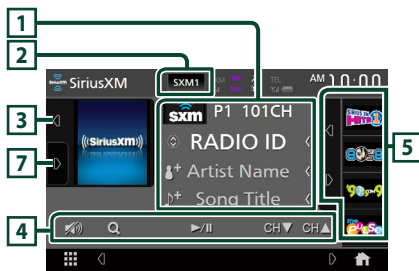 1
2
SiriusXM
SXM1
TEL
AM 10:00
3
sxm
P1 101CH
5
((SiriusXM))
RADIO ID
7
Artist Name
Song Title
4
CH▼
CH▲